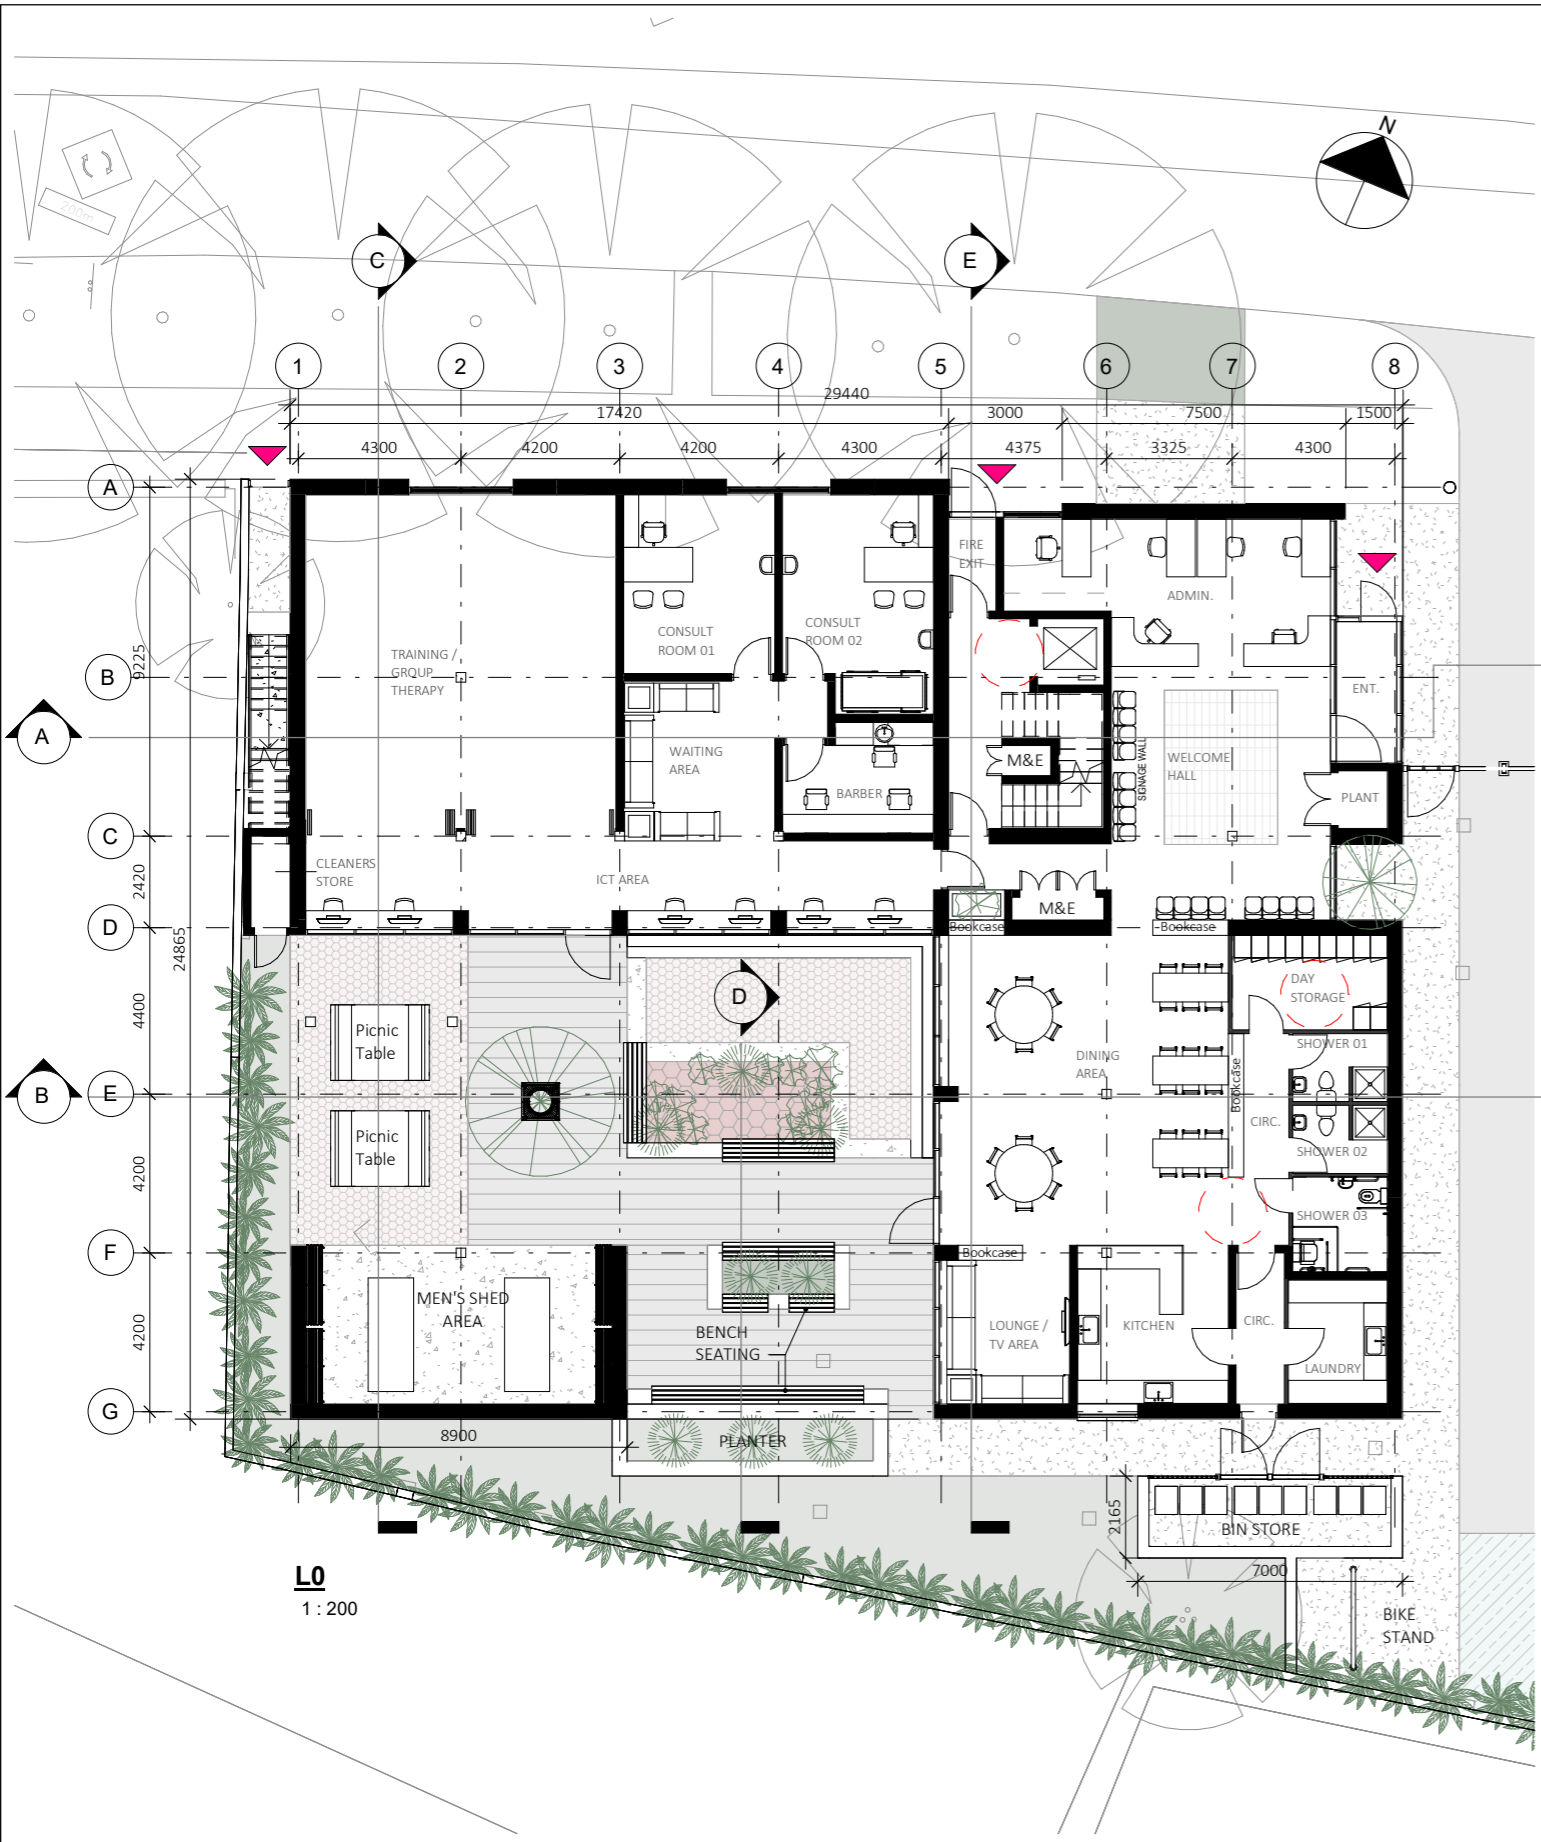 N
200m
C
E
1
2
3
4
5
6
7
8
29440
17420
3000
7500
1500
4300
4200
4200
4300
4375
3325
4300
A
B
C
D
E
F
G
A
B
D
9225
2420
24865
4400
4200
4200
FIRE
EXIT
ADMIN.
CONSULT
ROOM 01
CONSULT
ROOM 02
TRAINING /
GROUP
THERAPY
ENT.
WAITING
AREA
M&E
SIGNAGE WALL
WELCOME
HALL
BARBER
PLANT
CLEANERS
STORE
ICT AREA
M&E
Bookcase
Bookcase
DAY
STORAGE
Picnic
Table
SHOWER 01
DINING
AREA
Bookcase
CIRC.
Picnic
Table
SHOWER 02
SHOWER 03
Bookcase
MEN'S SHED
AREA
BENCH
SEATING
LOUNGE /
TV AREA
KITCHEN
CIRC.
LAUNDRY
8900
PLANTER
2165
BIN STORE
7000
BIKE
STAND
L0
1 : 200